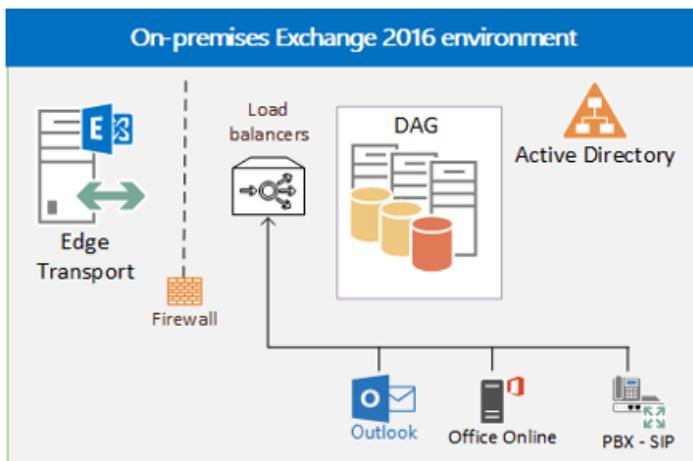 On-premises Exchange 2016 environment
Load
balancers
DAG
Active Directory
E
Edge
Transport
Firewall
O
Outlook
Office Online
PBX - SIP